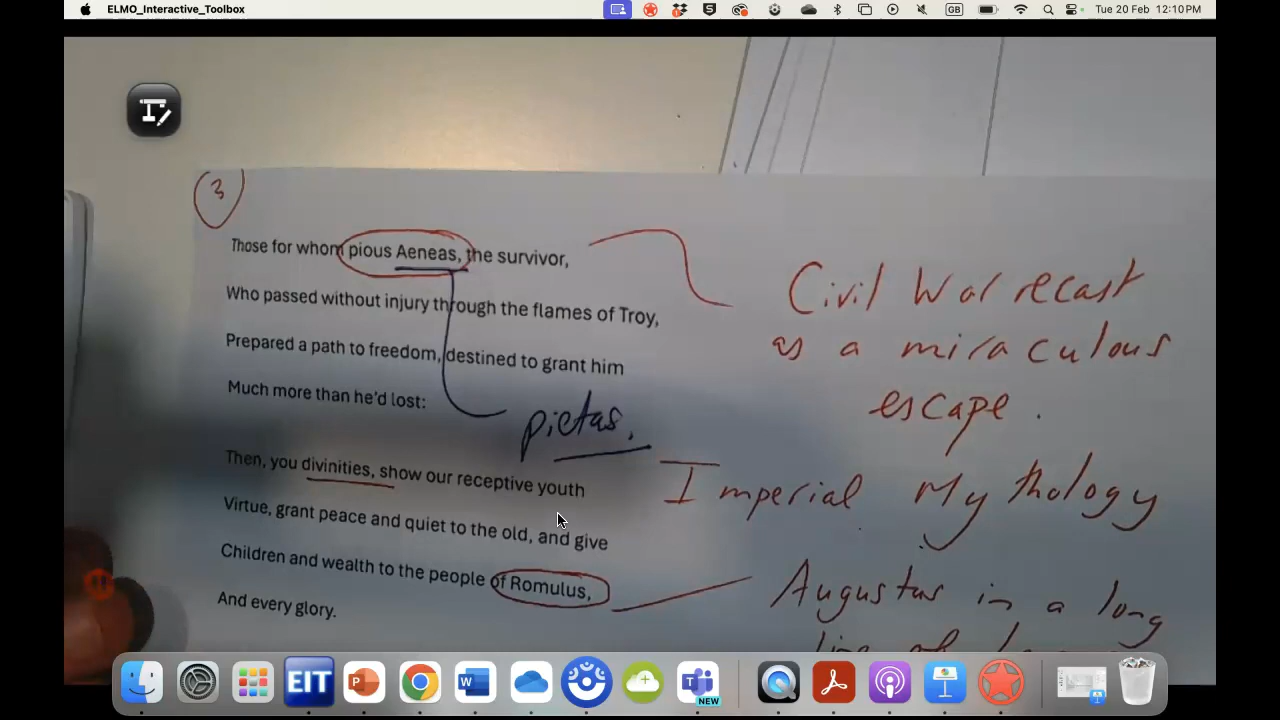 ELMO_Interactive_Toolbox
GB
Tue 20 Feb 12:10 PM
3
Those for whom pious Aeneas, the survivor,
Who passed without injury through the flames of Troy,
Prepared a path to freedom, destined to grant him
Much more than he'd lost:
pietas.
Then, you divinities, show our receptive youth
Virtue, grant peace and quiet to the old, and give
Children and wealth to the people of Romulus,
And every glory.
Civil War recast
as a miraculous
escape.
Imperial Mythology
Augustus in a long
line of
EIT
P
W
NEW